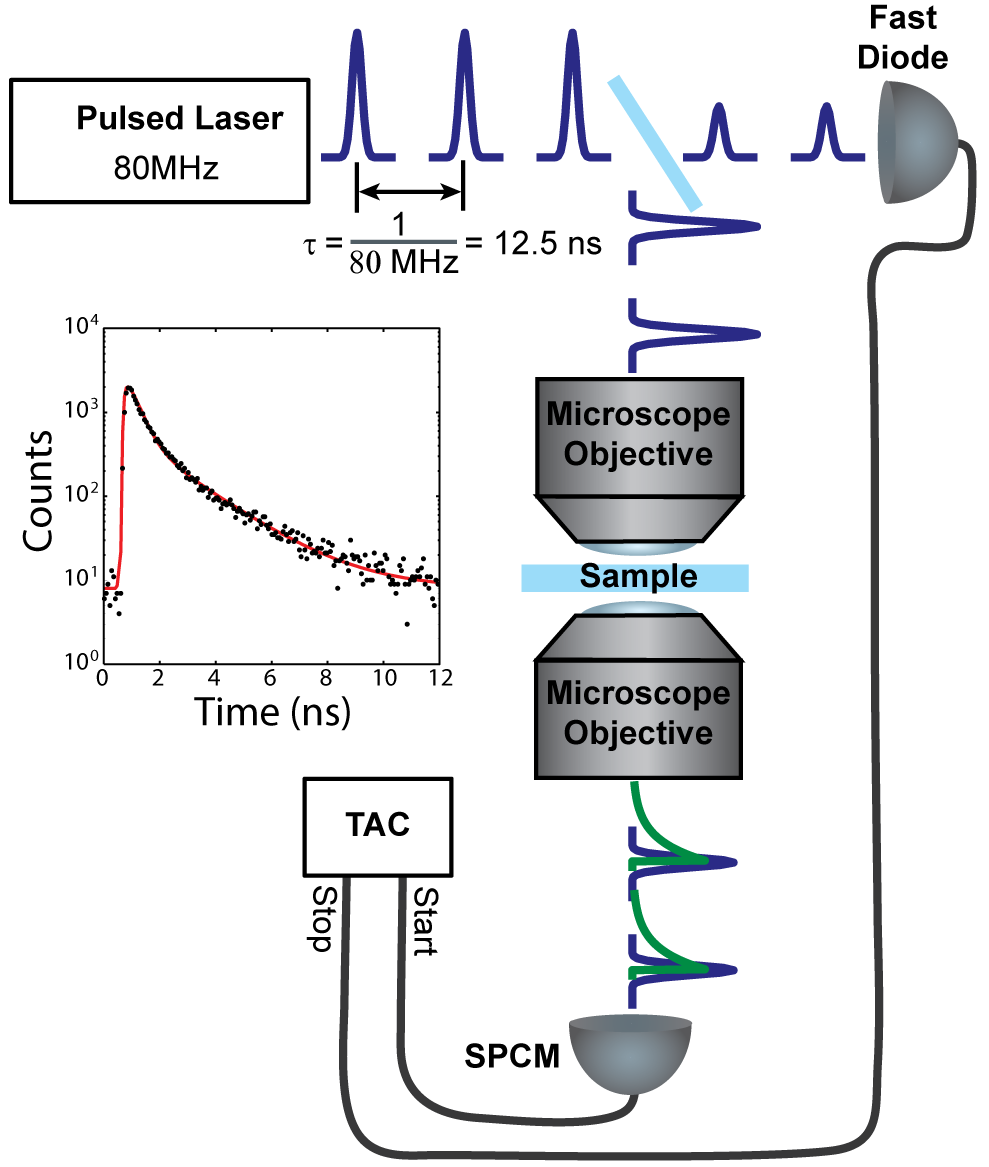 Fast
Diode
Pulsed Laser
80MHz
τ = 1 / 80 MHz = 12.5 ns
10⁴
10³
10²
10¹
10⁰
Counts
0 2 4 6 8 10 12
Time (ns)
Microscope
Objective
Sample
Microscope
Objective
TAC
Stop
Start
SPCM